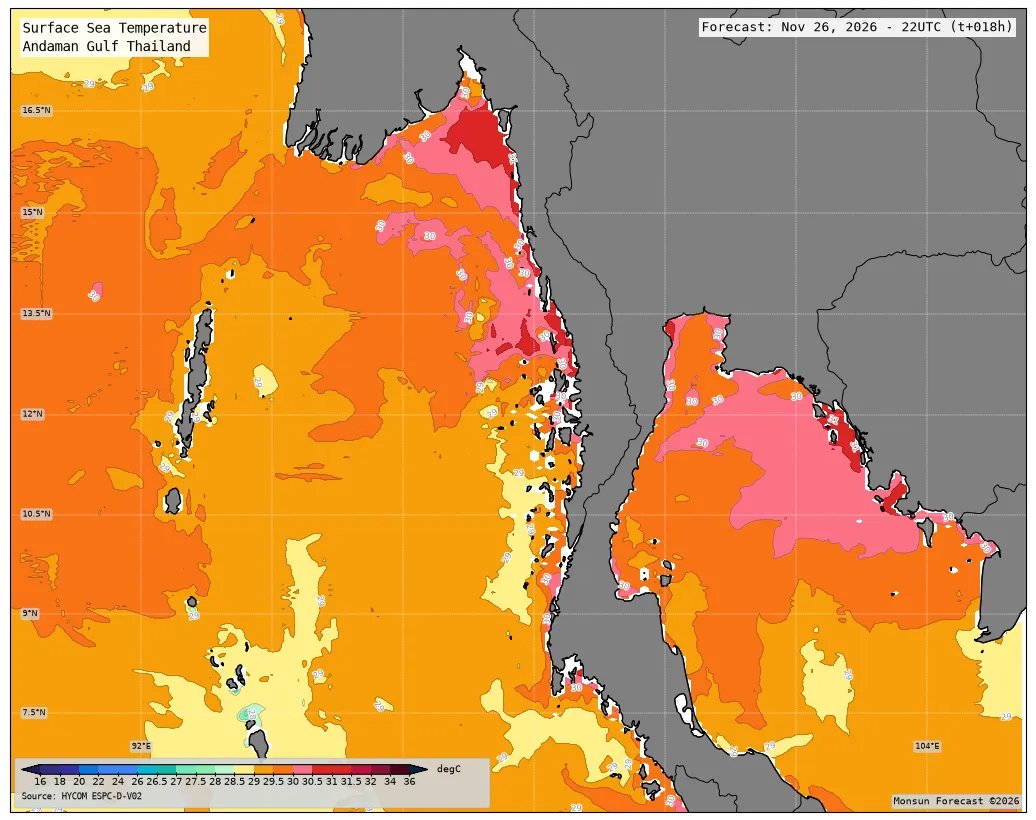 Surface Sea Temperature
Andaman Gulf Thailand
Forecast: Nov 26, 2026 - 22UTC (t+018h)
16.5°N
15°N
13.5°N
12°N
10.5°N
9°N
7.5°N
92°E
104°E
degC
16 18 20 22 24 26 26.5 27 27.5 28 28.5 29 29.5 30 30.5 31 31.5 32 34 36
Source: HYCOM ESPC-D-V02
Monsun Forecast ©2026